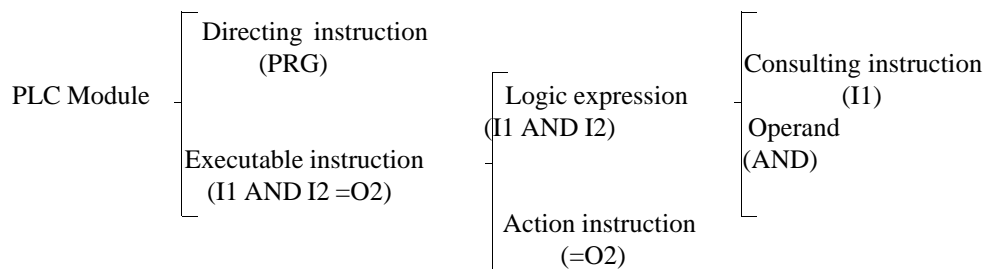 Directing instruction
(PRG)
PLC Module
Executable instruction
(I1 AND I2 =O2)
Logic expression
(I1 AND I2)
Action instruction
(=O2)
Consulting instruction
(I1)
Operand
(AND)